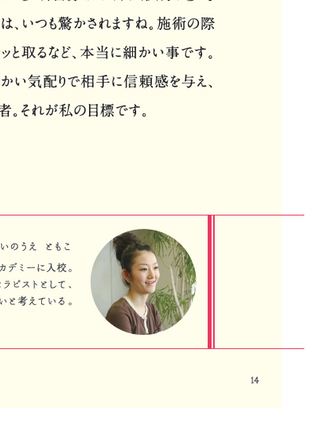 は、いつも驚かされますね。施術の際
ッと取るなど、本当に細かい事です。
かい気配りで相手に信頼感を与え、
者。それが私の目標です。
いのうえ ともこ
カデミーに入校。
ラピストとして、
いと考えている。
14